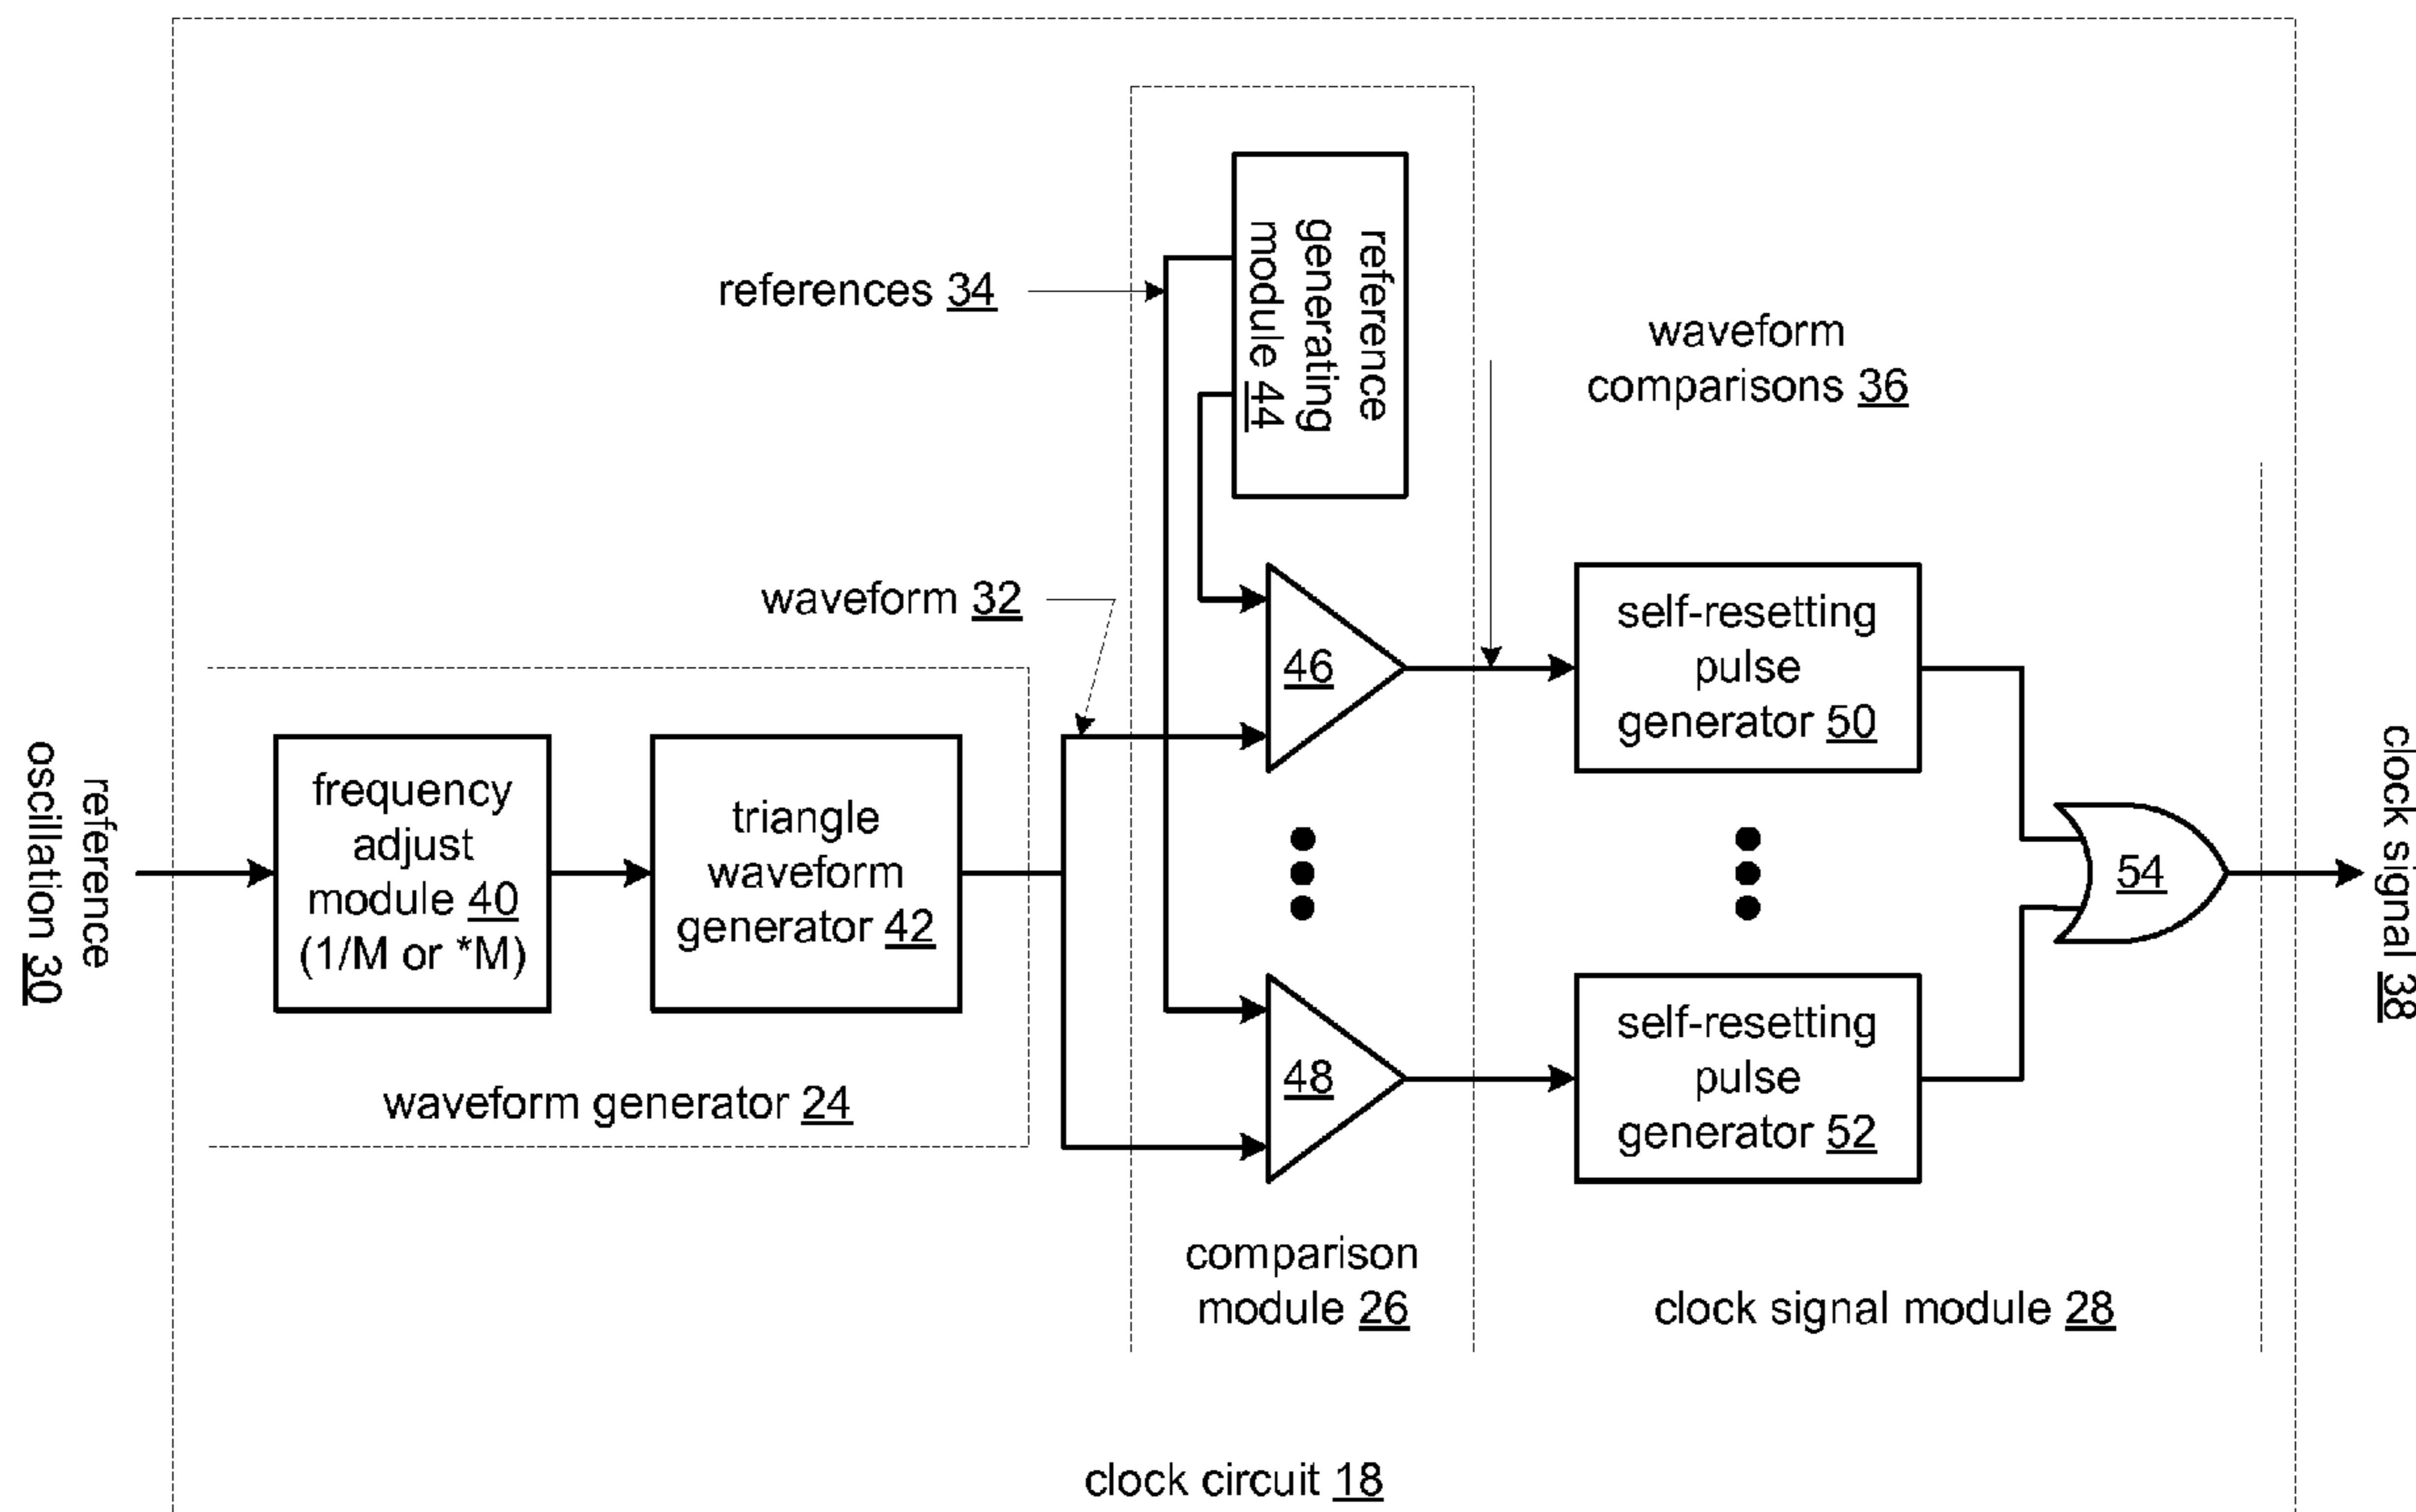 reference
generating
module 44
references 34
waveform
comparisons 36
waveform 32
46
self-resetting
pulse
generator 50
reference
oscillation 30
frequency
adjust
module 40
(1/M or *M)
triangle
waveform
generator 42
54
clock signal 38
waveform generator 24
48
self-resetting
pulse
generator 52
comparison
module 26
clock signal module 28
clock circuit 18